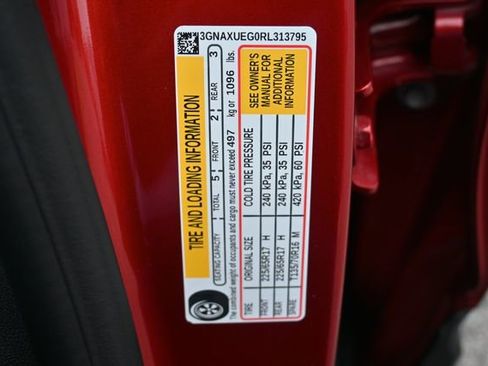 3GNAXUEG0RL313795
TIRE AND LOADING INFORMATION
SEATING CAPACITY | TOTAL 5 | FRONT 2 | REAR 3
The combined weight of occupants and cargo must never exceed 497 kg or 1096 lbs.
ORIGINAL SIZE COLD TIRE PRESSURE
FRONT 225/65R17 H 240 kPa, 35 PSI
REAR 225/65R17 H 240 kPa, 35 PSI
SPARE T135/70R16 M 420 kPa, 60 PSI
SEE OWNER'S
MANUAL FOR
ADDITIONAL
INFORMATION